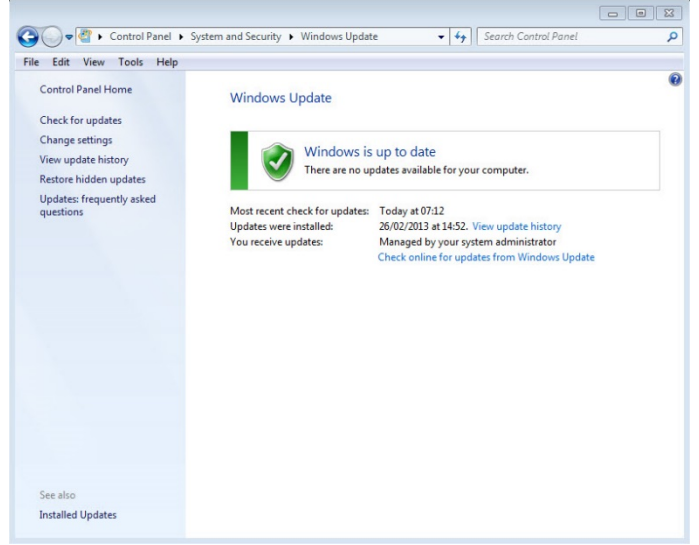 Control Panel ▸ System and Security ▸ Windows Update
Search Control Panel
File Edit View Tools Help
Control Panel Home
Check for updates
Change settings
View update history
Restore hidden updates
Updates: frequently asked
questions
Windows Update
Windows is up to date
There are no updates available for your computer.
Most recent check for updates: Today at 07:12
Updates were installed: 26/02/2013 at 14:52. View update history
You receive updates: Managed by your system administrator
Check online for updates from Windows Update
See also
Installed Updates